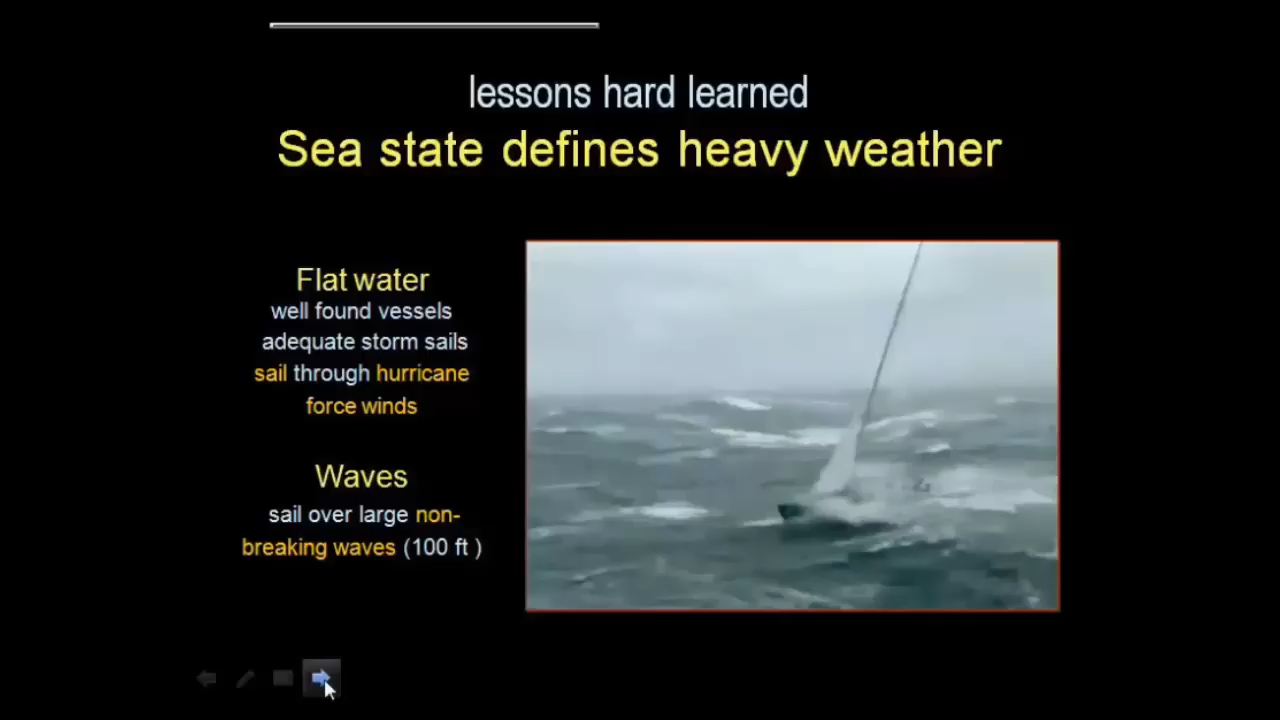 lessons hard learned
Sea state defines heavy weather
Flat water
well found vessels
adequate storm sails
sail through hurricane
force winds
Waves
sail over large non-
breaking waves (100 ft )